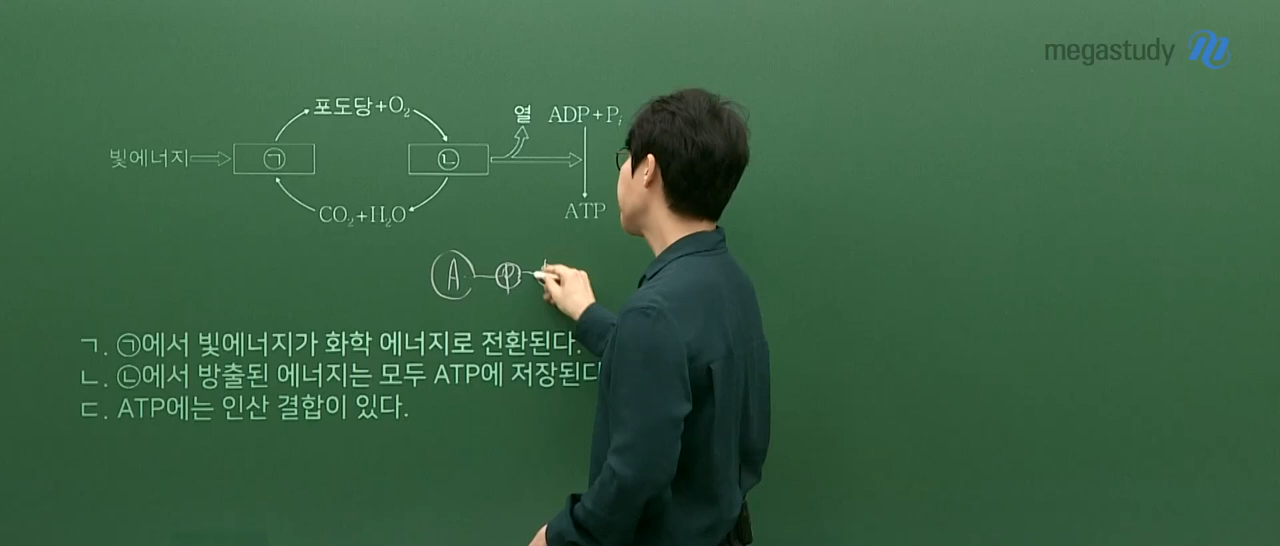 megastudy
포도당+O₂
열 ADP+Pᵢ
빛에너지 ㉠ ㉡
CO₂+H₂O ATP
A P
ㄱ. ㉠에서 빛에너지가 화학 에너지로 전환된다.
ㄴ. ㉡에서 방출된 에너지는 모두 ATP에 저장된다
ㄷ. ATP에는 인산 결합이 있다.